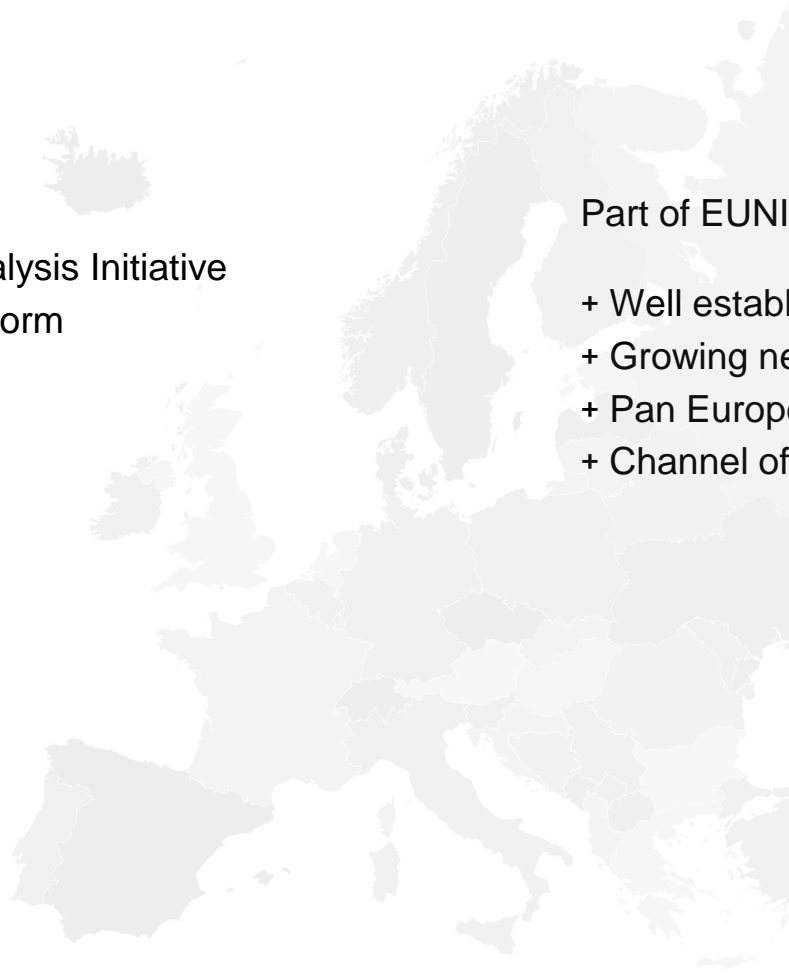 alysis Initiative
orm
Part of EUNI
+ Well establ
+ Growing ne
+ Pan Europe
+ Channel of